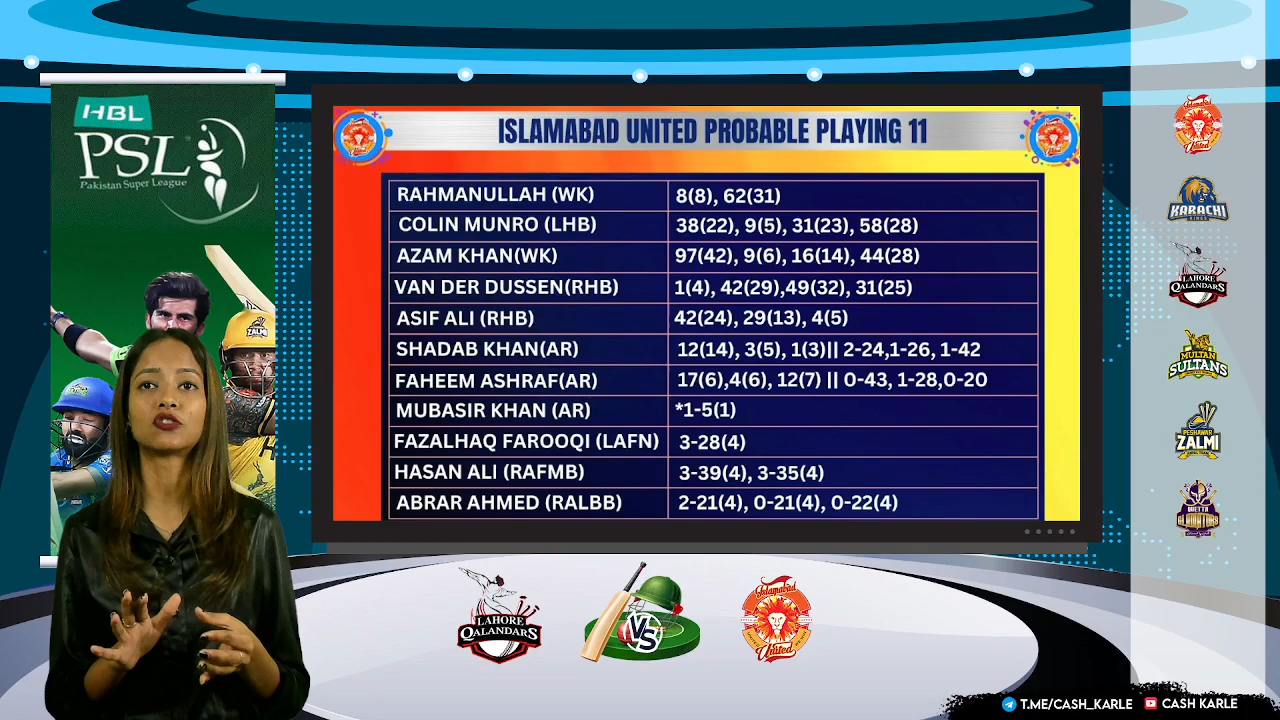 HBL
PSL
Pakistan Super League
ISLAMABAD UNITED PROBABLE PLAYING 11
RAHMANULLAH (WK) 8(8), 62(31)
COLIN MUNRO (LHB) 38(22), 9(5), 31(23), 58(28)
AZAM KHAN(WK) 97(42), 9(6), 16(14), 44(28)
VAN DER DUSSEN(RHB) 1(4), 42(29),49(32), 31(25)
ASIF ALI (RHB) 42(24), 29(13), 4(5)
SHADAB KHAN(AR) 12(14), 3(5), 1(3)|| 2-24,1-26, 1-42
FAHEEM ASHRAF(AR) 17(6),4(6), 12(7) || 0-43, 1-28,0-20
MUBASIR KHAN (AR) *1-5(1)
FAZALHAQ FAROOQI (LAFN) 3-28(4)
HASAN ALI (RAFMB) 3-39(4), 3-35(4)
ABRAR AHMED (RALBB) 2-21(4), 0-21(4), 0-22(4)
ZALMI
United
KARACHI
KINGS
LAHORE
QALANDARS
MULTAN
SULTANS
PESHAWAR
ZALMI
GLADIATORS
LAHORE
QALANDARS
VS
Islamabad
United
T.ME/CASH_KARLE
CASH KARLE